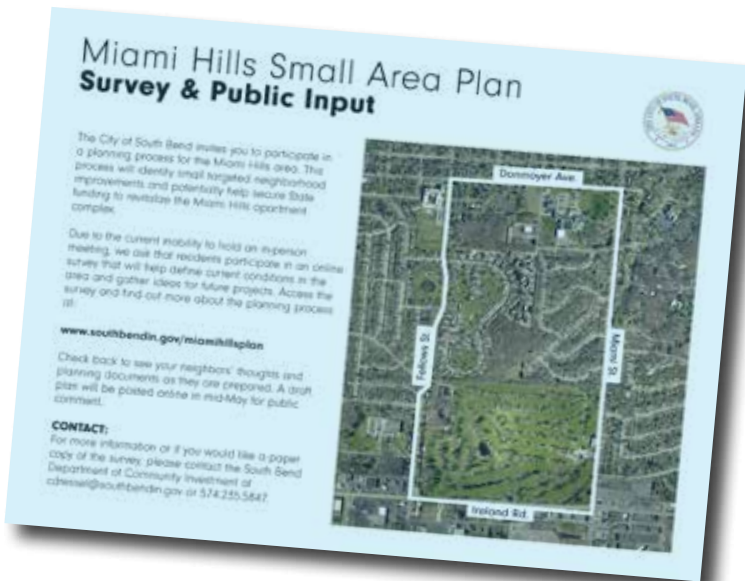 Miami Hills Small Area Plan
Survey & Public Input
The City of South Bend invites you to participate in
a planning process for the Miami Hills area. This
process will identify small targeted neighborhood
improvements and potentially help secure State
funding to revitalize the Miami Hills apartment
complex.
Due to the current inability to hold an in-person
meeting, we ask that residents participate in an online
survey that will help define current conditions in the
area and gather ideas for future projects. Access the
survey and find out more about the planning process
at:
www.southbendin.gov/miamihillsplan
Check back to see your neighbors' thoughts and
planning documents as they are prepared. A draft
plan will be posted online in mid-May for public
comment.
CONTACT:
For more information or if you would like a paper
copy of the survey, please contact the South Bend
Department of Community Investment at
cdressel@southbendin.gov or 574.235.5847.
Donmoyer Ave.
Fellows St.
Miami St.
Ireland Rd.